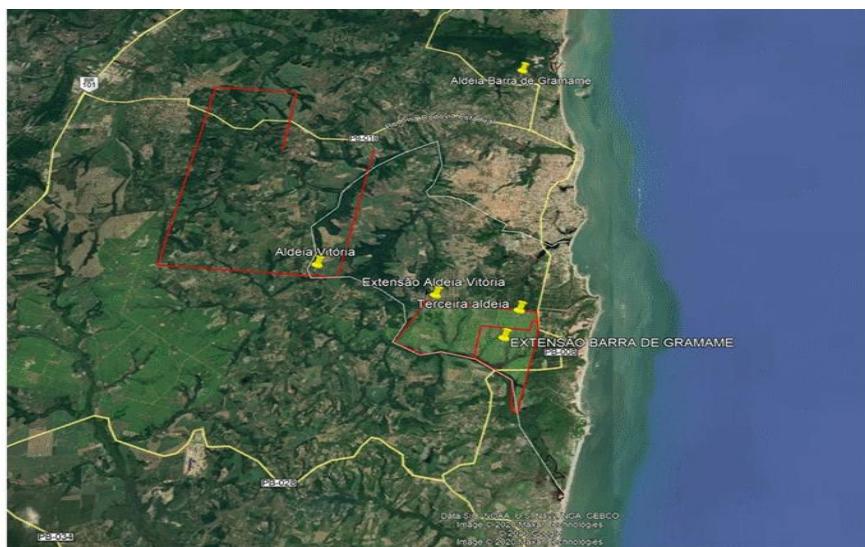 Aldeia Barra de Gramame
101
PB-018
Aldeia Vitória
Extensão Aldeia Vitória
Terceira aldeia
EXTENSÃO BARRA DE GRAMAME
PB-008
PB-028
PB-034
Image © 2020 Maxar Technologies
Image © 2020 Maxar Technologies